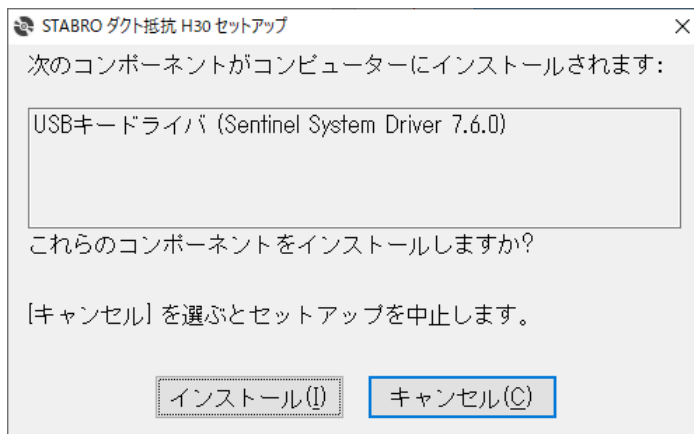 STABRO ダクト抵抗 H30 セットアップ
次のコンポーネントがコンピューターにインストールされます:
USBキードライバ (Sentinel System Driver 7.6.0)
これらのコンポーネントをインストールしますか?
[キャンセル] を選ぶとセットアップを中止します。
インストール(I) キャンセル(C)